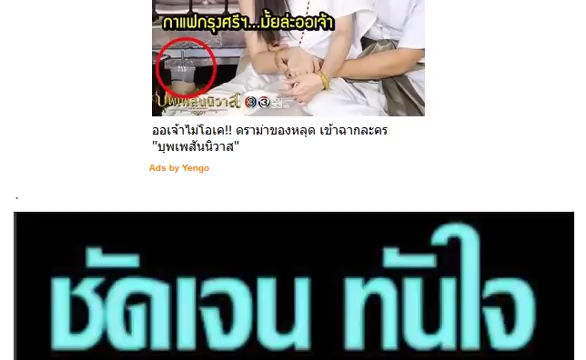 กาแฟกรุงศรีฯ...มั้ยล่ะออเจ้า
บุพเพสันนิวาส
ออเจ้าไม่โอเค!! ดราม่าของหลุด เข้าฉากละคร
"บุพเพสันนิวาส"
Ads by Yengo
ชัดเจน ทันใจ